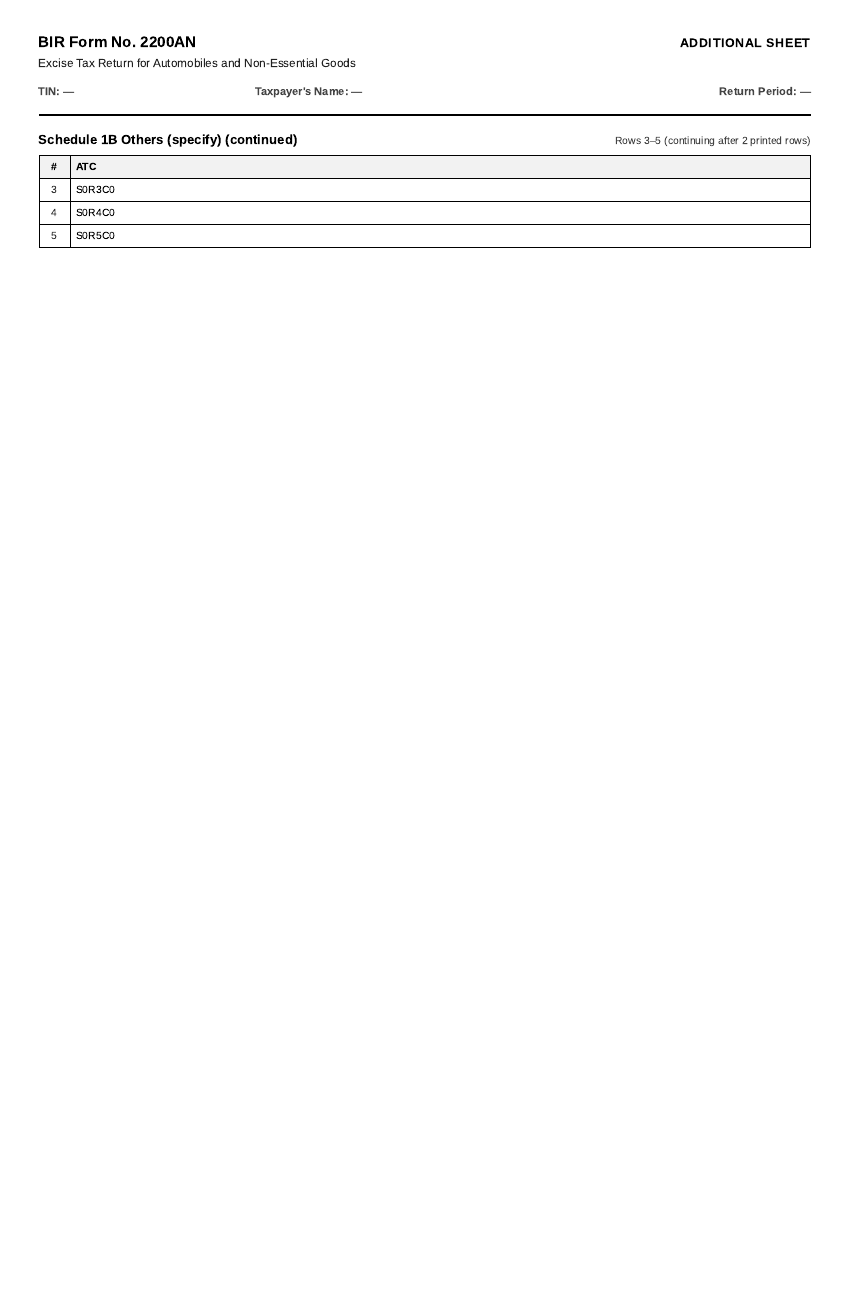 BIR Form No. 2200AN
ADDITIONAL SHEET
Excise Tax Return for Automobiles and Non-Essential Goods
TIN: — Taxpayer's Name: — Return Period: —
Schedule 1B Others (specify) (continued)
Rows 3–5 (continuing after 2 printed rows)
# ATC
3 S0R3C0
4 S0R4C0
5 S0R5C0